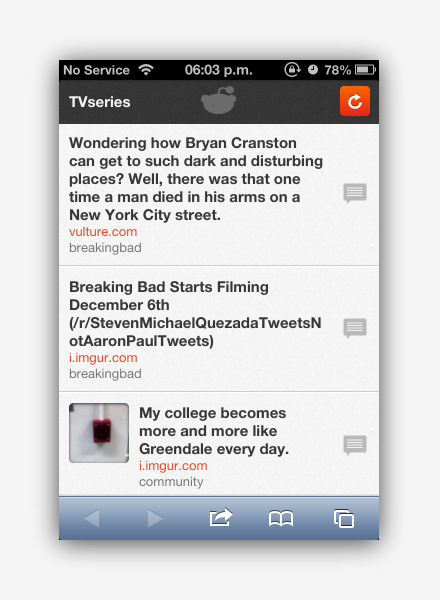 No Service 06:03 p.m. 78%
TVseries
Wondering how Bryan Cranston
can get to such dark and disturbing
places? Well, there was that one
time a man died in his arms on a
New York City street.
vulture.com
breakingbad
Breaking Bad Starts Filming
December 6th
(/r/StevenMichaelQuezadaTweetsN
otAaronPaulTweets)
i.imgur.com
breakingbad
My college becomes
more and more like
Greendale every day.
i.imgur.com
community